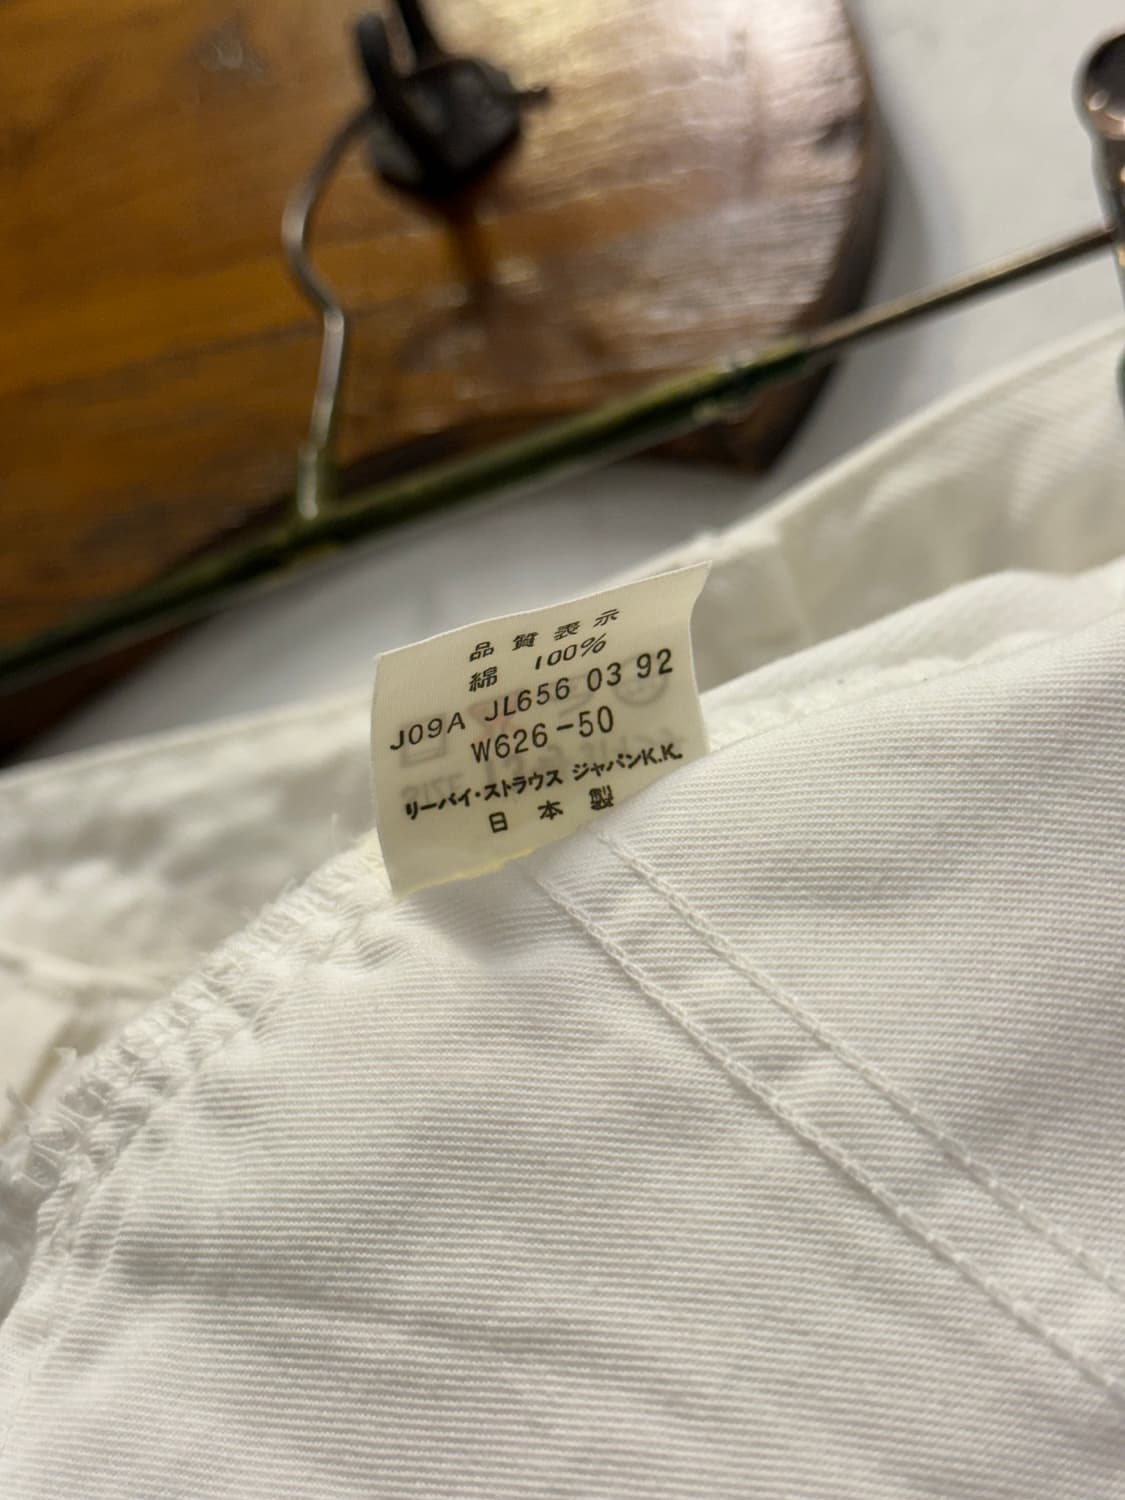 品質表示
綿 100%
J09A JL656 03 92
W626-50
リーバイ・ストラウス ジャパンK.K.
日本製